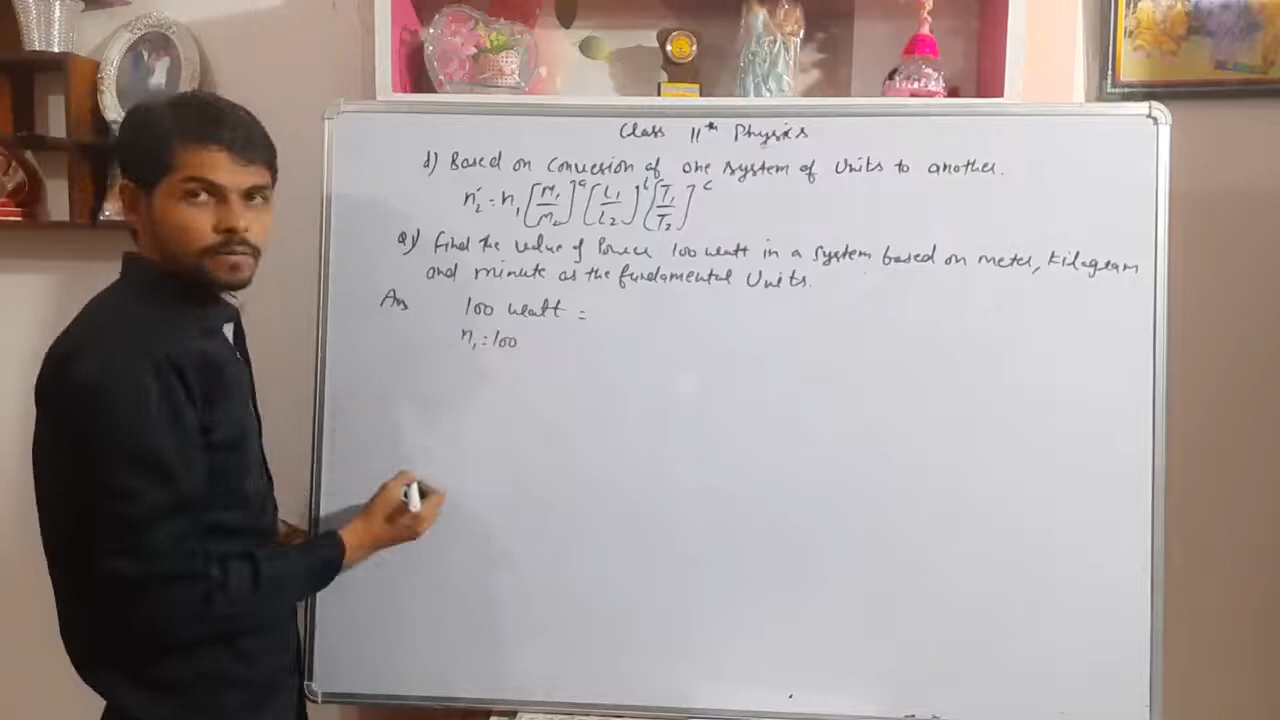 Class 11th Physics
d) Based on Conversion of one system of Units to another.
n₂ = n₁ [M₁/M₂]ᵃ [L₁/L₂]ᵇ [T₁/T₂]ᶜ
Q) Find the value of Power 100 watt in a system based on meter, Kilogram
and minute as the fundamental Units.
Ans 100 watt =
n₁ = 100